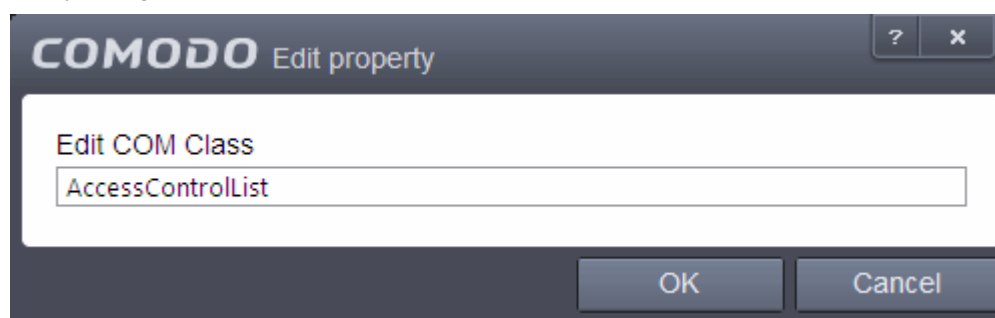 COMODO Edit property
? x
Edit COM Class
AccessControlList
OK Cancel